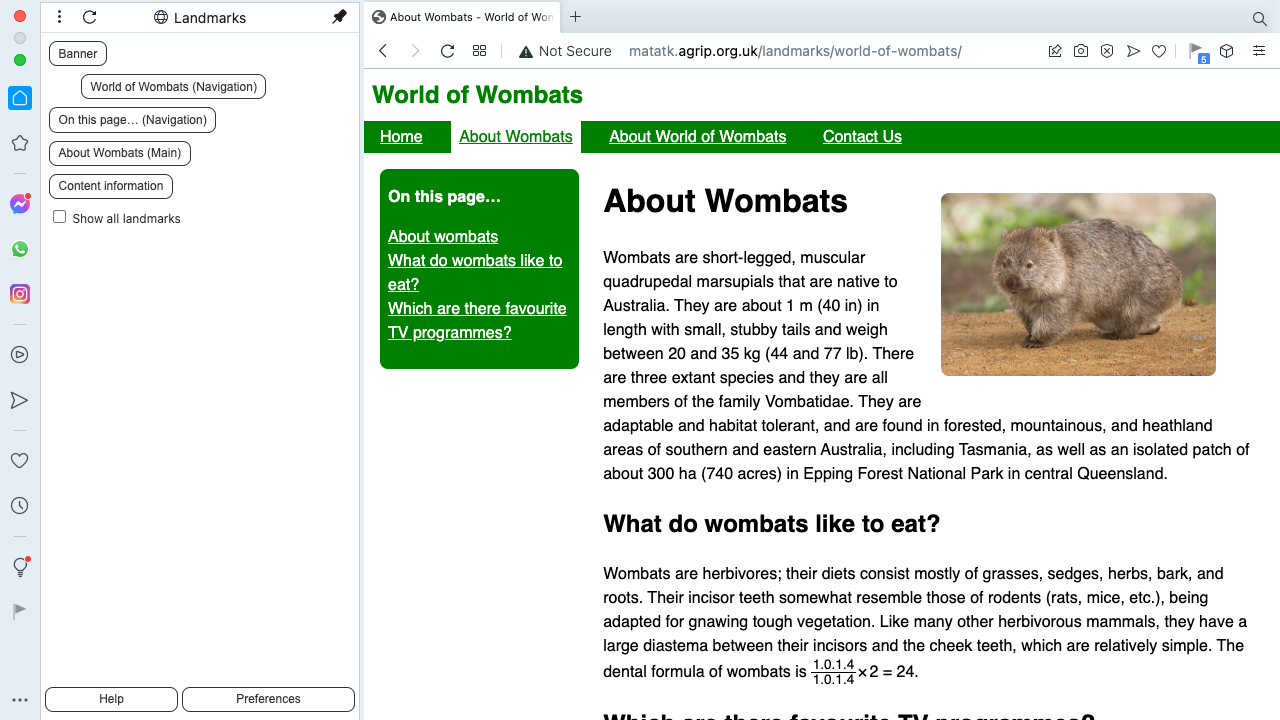 Landmarks
Banner
World of Wombats (Navigation)
On this page… (Navigation)
About Wombats (Main)
Content information
Show all landmarks
Help
Preferences
About Wombats - World of Wom
Not Secure
matatk.agrip.org.uk/landmarks/world-of-wombats/
5
World of Wombats
Home About Wombats About World of Wombats Contact Us
On this page…
About wombats
What do wombats like to
eat?
Which are there favourite
TV programmes?
About Wombats
Wombats are short-legged, muscular
quadrupedal marsupials that are native to
Australia. They are about 1 m (40 in) in
length with small, stubby tails and weigh
between 20 and 35 kg (44 and 77 lb). There
are three extant species and they are all
members of the family Vombatidae. They are
adaptable and habitat tolerant, and are found in forested, mountainous, and heathland
areas of southern and eastern Australia, including Tasmania, as well as an isolated patch of
about 300 ha (740 acres) in Epping Forest National Park in central Queensland.
What do wombats like to eat?
Wombats are herbivores; their diets consist mostly of grasses, sedges, herbs, bark, and
roots. Their incisor teeth somewhat resemble those of rodents (rats, mice, etc.), being
adapted for gnawing tough vegetation. Like many other herbivorous mammals, they have a
large diastema between their incisors and the cheek teeth, which are relatively simple. The
dental formula of wombats is 1.0.1.4/1.0.1.4 × 2 = 24.
Which are there favourite TV programmes?